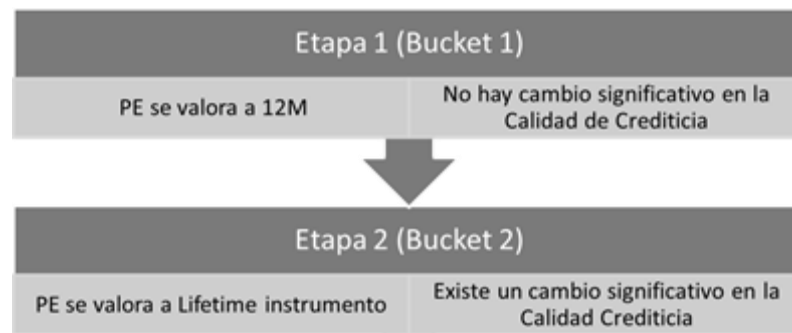 Etapa 1 (Bucket 1)
PE se valora a 12M
No hay cambio significativo en la
Calidad de Crediticia
Etapa 2 (Bucket 2)
PE se valora a Lifetime instrumento
Existe un cambio significativo en la
Calidad Crediticia